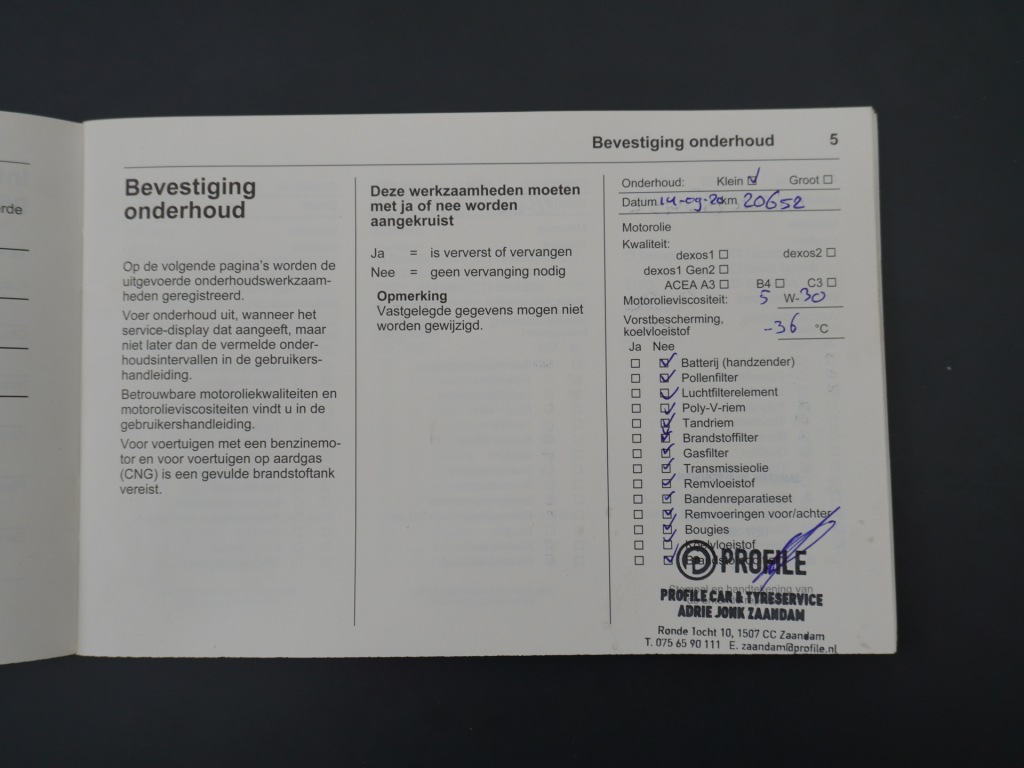 erde
Bevestiging onderhoud 5
Bevestiging
onderhoud
Op de volgende pagina's worden de
uitgevoerde onderhoudswerkzaam-
heden geregistreerd.
Voer onderhoud uit, wanneer het
service-display dat aangeeft, maar
niet later dan de vermelde onder-
houdsintervallen in de gebruikers-
handleiding.
Betrouwbare motoroliekwaliteiten en
motorolieviscositeiten vindt u in de
gebruikershandleiding.
Voor voertuigen met een benzinemo-
tor en voor voertuigen op aardgas
(CNG) is een gevulde brandstoftank
vereist.
Deze werkzaamheden moeten
met ja of nee worden
aangekruist
Ja = is ververst of vervangen
Nee = geen vervanging nodig
Opmerking
Vastgelegde gegevens mogen niet
worden gewijzigd.
Onderhoud: Klein ☑ Groot ☐
Datum 14-09-20 km 20652
Motorolie
Kwaliteit:
dexos1 ☐ dexos2 ☐
dexos1 Gen2 ☐
ACEA A3 ☐ B4 ☐ C3 ☐
Motorolieviscositeit: 5 W-30
Vorstbescherming,
koelvloeistof -36 °C
Ja Nee
☐ ☑ Batterij (handzender)
☐ ☑ Pollenfilter
☐ ☑ Luchtfilterelement
☐ ☑ Poly-V-riem
☐ ☑ Tandriem
☐ ☑ Brandstoffilter
☐ ☑ Gasfilter
☐ ☑ Transmissieolie
☐ ☑ Remvloeistof
☐ ☑ Bandenreparatieset
☐ ☑ Remvoeringen voor/achter
☐ ☑ Bougies
☐ ☑ Koelvloeistof
☐ ☑
PROFILE
Stempel en handtekening van
PROFILE CAR & TYRESERVICE
ADRIE JONK ZAANDAM
Ronde Tocht 10, 1507 CC Zaandam
T. 075 65 90 111 E. zaandam@profile.nl